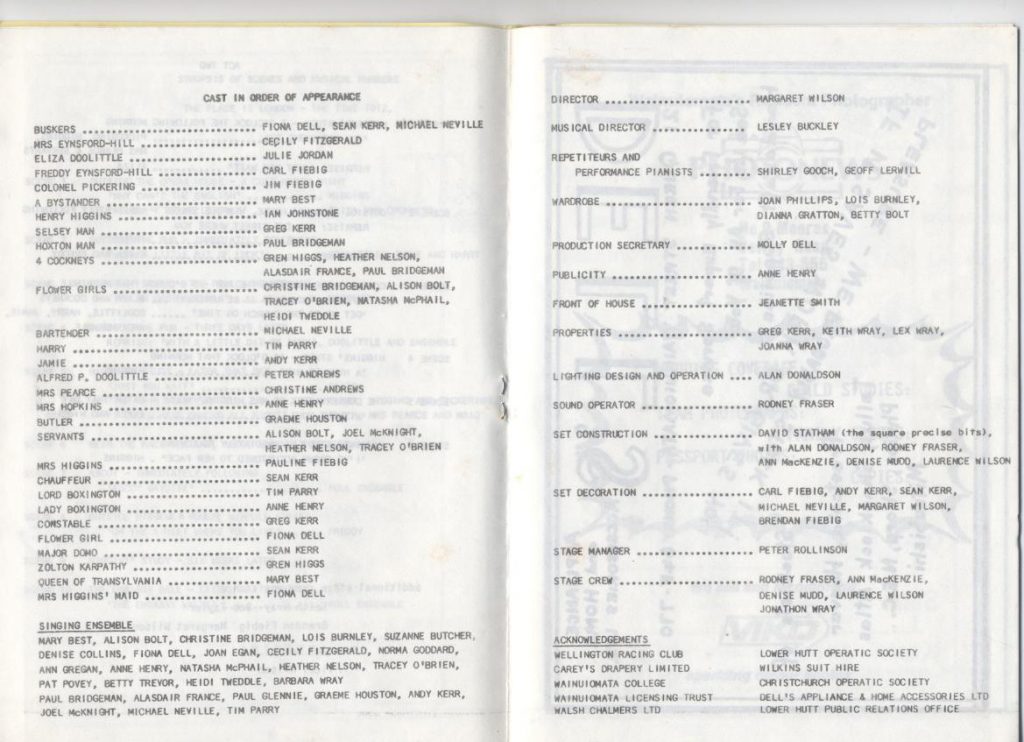 CAST IN ORDER OF APPEARANCE
BUSKERS ........................ FIONA DELL, SEAN KERR, MICHAEL NEVILLE
MRS EYNSFORD-HILL .............. CECILY FITZGERALD
ELIZA DOOLITTLE ................ JULIE JORDAN
FREDDY EYNSFORD-HILL ........... CARL FIEBIG
COLONEL PICKERING .............. JIM FIEBIG
A BYSTANDER .................... MARY BEST
HENRY HIGGINS .................. IAN JOHNSTONE
SELSEY MAN ..................... GREG KERR
HOXTON MAN ..................... PAUL BRIDGEMAN
4 COCKNEYS ..................... GREN HIGGS, HEATHER NELSON,
ALASDAIR FRANCE, PAUL BRIDGEMAN
FLOWER GIRLS ................... CHRISTINE BRIDGEMAN, ALISON BOLT,
TRACEY O'BRIEN, NATASHA McPHAIL,
HEIDI TWEDDLE
BARTENDER ...................... MICHAEL NEVILLE
HARRY .......................... TIM PARRY
JAMIE .......................... ANDY KERR
ALFRED P. DOOLITTLE ............ PETER ANDREWS
MRS PEARCE ..................... CHRISTINE ANDREWS
MRS HOPKINS .................... ANNE HENRY
BUTLER ......................... GRAEME HOUSTON
SERVANTS ....................... ALISON BOLT, JOEL McKNIGHT,
HEATHER NELSON, TRACEY O'BRIEN
MRS HIGGINS .................... PAULINE FIEBIG
CHAUFFEUR ...................... SEAN KERR
LORD BOXINGTON ................. TIM PARRY
LADY BOXINGTON ................. ANNE HENRY
CONSTABLE ...................... GREG KERR
FLOWER GIRL .................... FIONA DELL
MAJOR DOMO ..................... SEAN KERR
ZOLTON KARPATHY ................ GREN HIGGS
QUEEN OF TRANSYLVANIA .......... MARY BEST
MRS HIGGINS' MAID .............. FIONA DELL
SINGING ENSEMBLE
MARY BEST, ALISON BOLT, CHRISTINE BRIDGEMAN, LOIS BURNLEY, SUZANNE BUTCHER,
DENISE COLLINS, FIONA DELL, JOAN EGAN, CECILY FITZGERALD, NORMA GODDARD,
ANN GREGAN, ANNE HENRY, NATASHA McPHAIL, HEATHER NELSON, TRACEY O'BRIEN,
PAT POVEY, BETTY TREVOR, HEIDI TWEDDLE, BARBARA WRAY
PAUL BRIDGEMAN, ALASDAIR FRANCE, PAUL GLENNIE, GRAEME HOUSTON, ANDY KERR,
JOEL McKNIGHT, MICHAEL NEVILLE, TIM PARRY
DIRECTOR ....................... MARGARET WILSON
MUSICAL DIRECTOR ............... LESLEY BUCKLEY
REPETITEURS AND
PERFORMANCE PIANISTS ......... SHIRLEY GOOCH, GEOFF LERWILL
WARDROBE ....................... JOAN PHILLIPS, LOIS BURNLEY,
DIANNA GRATTON, BETTY BOLT
PRODUCTION SECRETARY ........... MOLLY DELL
PUBLICITY ...................... ANNE HENRY
FRONT OF HOUSE ................. JEANETTE SMITH
PROPERTIES ..................... GREG KERR, KEITH WRAY, LEX WRAY,
JOANNA WRAY
LIGHTING DESIGN AND OPERATION .... ALAN DONALDSON
SOUND OPERATOR ................. RODNEY FRASER
SET CONSTRUCTION ............... DAVID STATHAM (the square precise bits),
with ALAN DONALDSON, RODNEY FRASER,
ANN MacKENZIE, DENISE MUDD, LAURENCE WILSON
SET DECORATION ................. CARL FIEBIG, ANDY KERR, SEAN KERR,
MICHAEL NEVILLE, MARGARET WILSON,
BRENDAN FIEBIG
STAGE MANAGER .................. PETER ROLLINSON
STAGE CREW ..................... RODNEY FRASER, ANN MacKENZIE,
DENISE MUDD, LAURENCE WILSON
JONATHON WRAY
ACKNOWLEDGEMENTS
WELLINGTON RACING CLUB LOWER HUTT OPERATIC SOCIETY
CAREY'S DRAPERY LIMITED WILKINS SUIT HIRE
WAINUIOMATA COLLEGE CHRISTCHURCH OPERATIC SOCIETY
WAINUIOMATA LICENSING TRUST DELL'S APPLIANCE & HOME ACCESSORIES LTD
WALSH CHALMERS LTD LOWER HUTT PUBLIC RELATIONS OFFICE